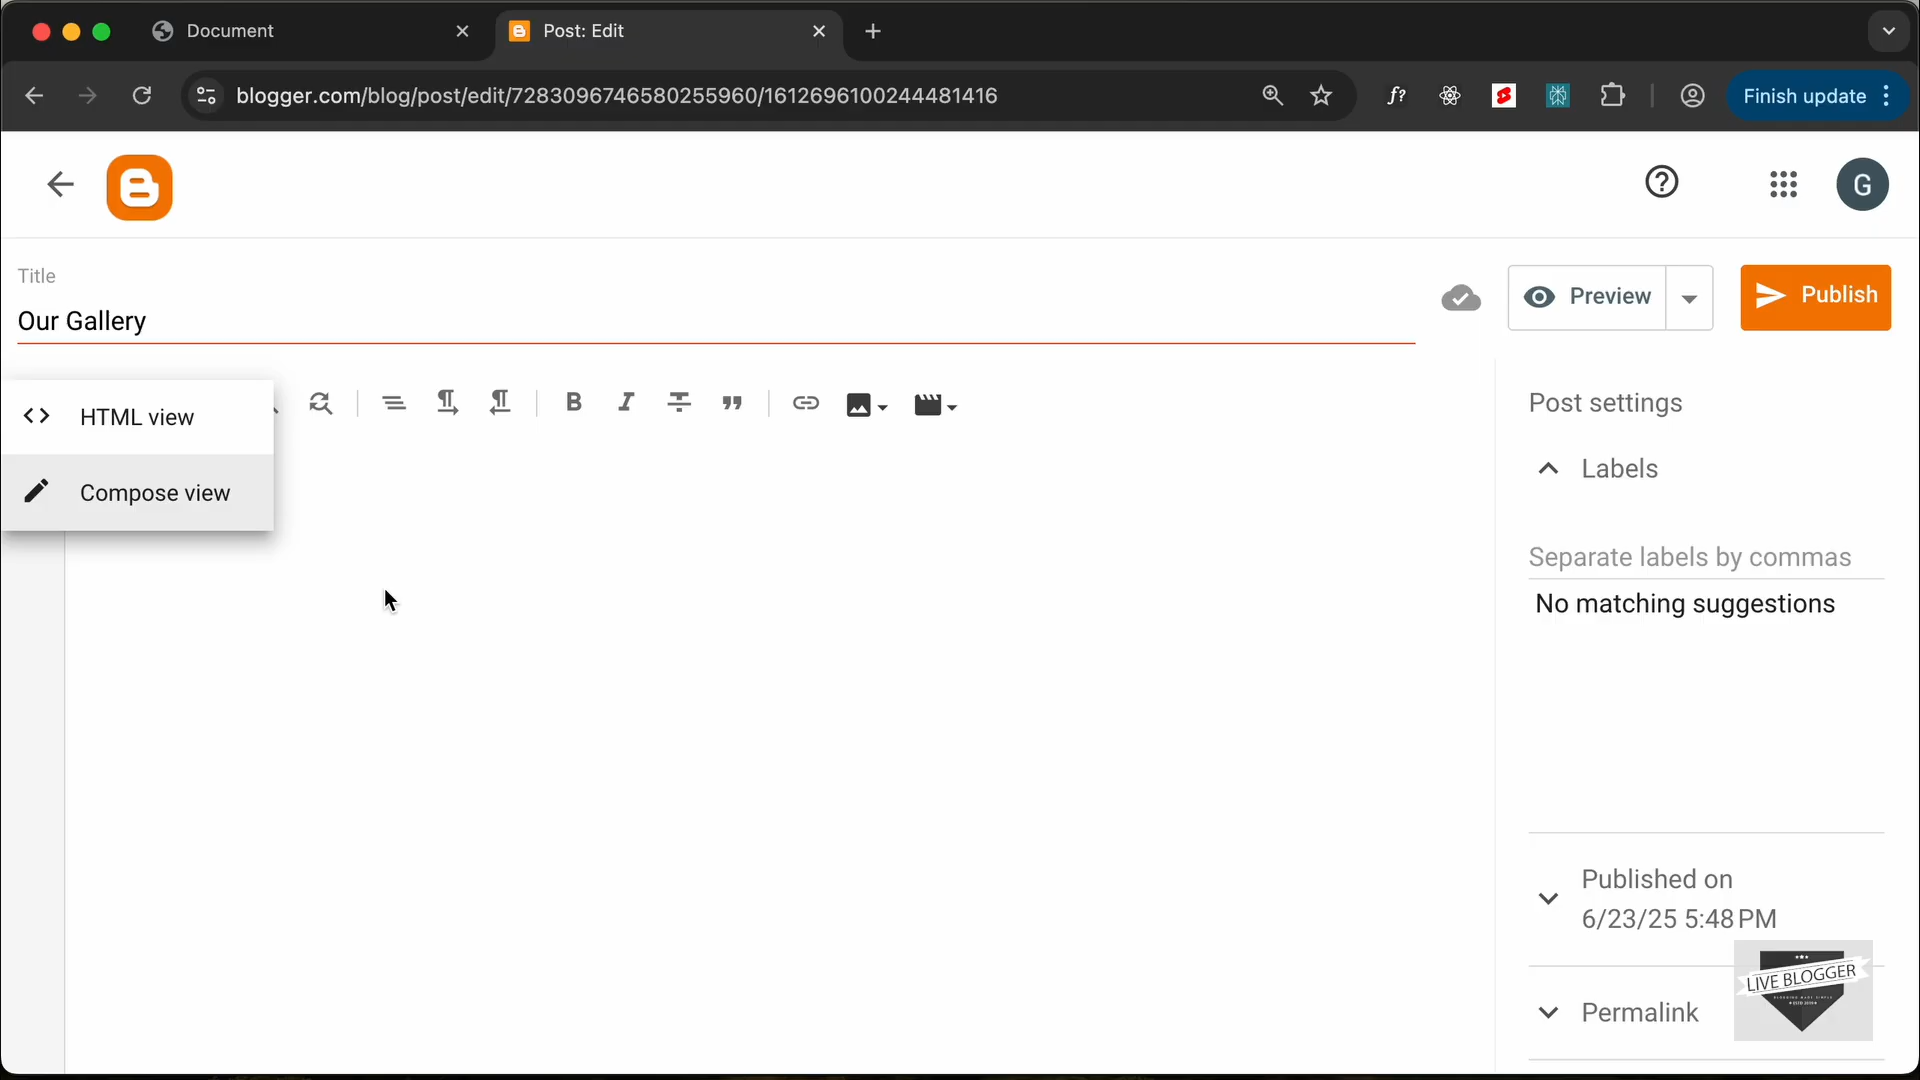 Document
Post: Edit
blogger.com/blog/post/edit/7283096746580255960/1612696100244481416
f?
Finish update
G
Title
Our Gallery
Preview
Publish
HTML view
Compose view
Post settings
Labels
Separate labels by commas
No matching suggestions
Published on
6/23/25 5:48 PM
Permalink
LIVE BLOGGER